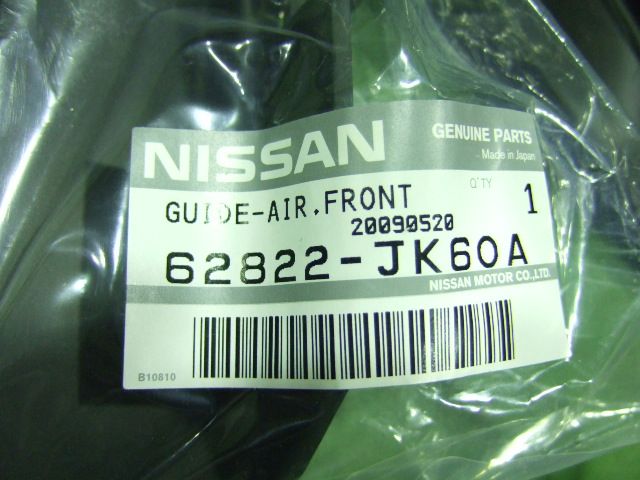 NISSAN
GENUINE PARTS
Made in Japan
GUIDE-AIR.FRONT
Q'TY 1
20090520
62822-JK60A
NISSAN MOTOR CO.,LTD.
B10810